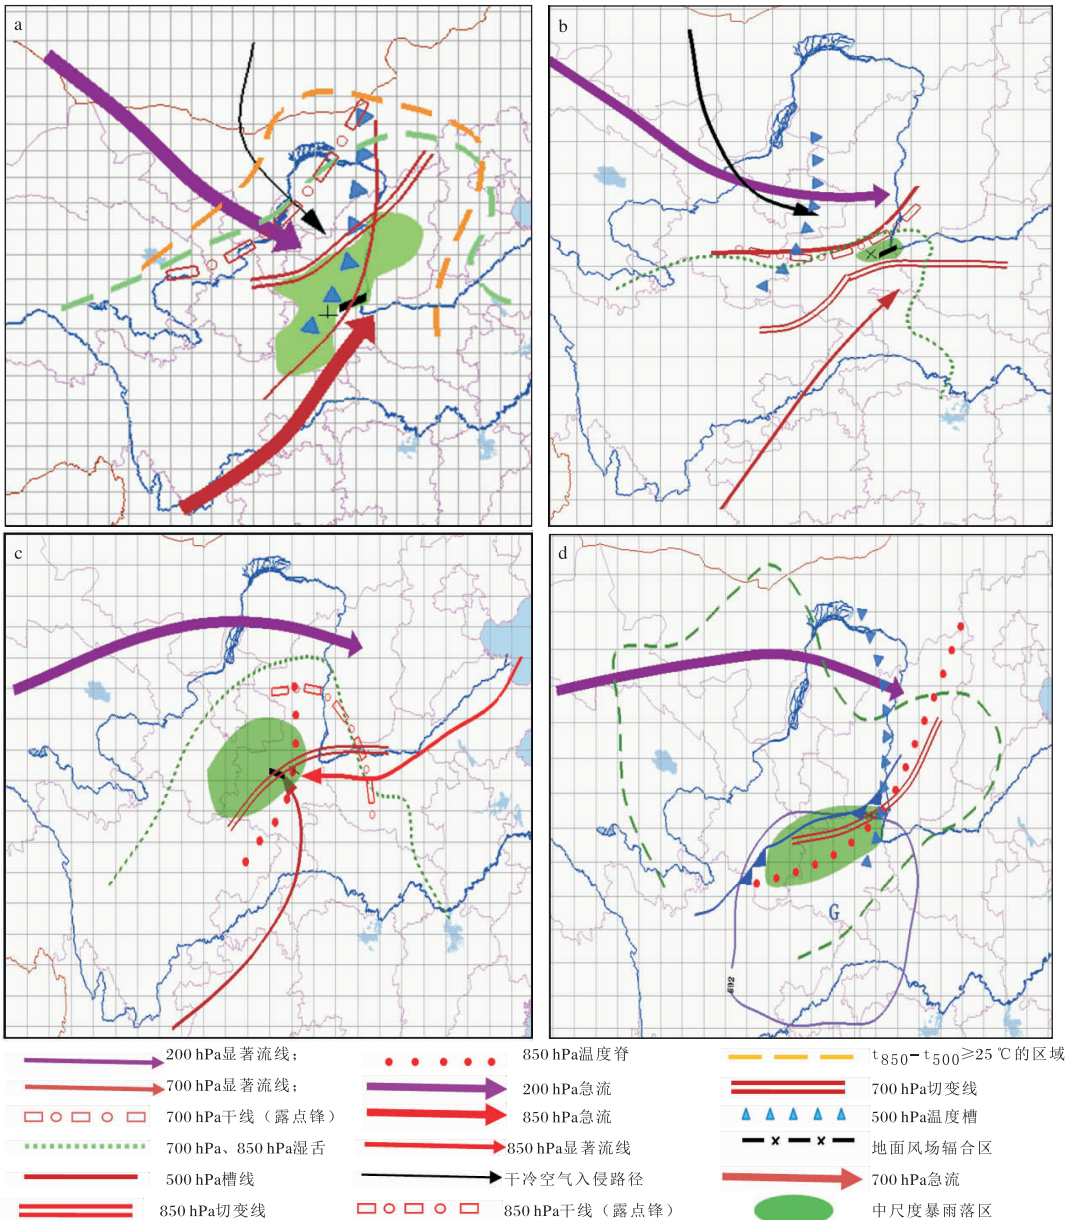 a
b
c
d
G
692
200 hPa显著流线;
700 hPa显著流线;
700 hPa干线（露点锋）
700 hPa、850 hPa湿舌
500 hPa槽线
850 hPa切变线
850 hPa温度脊
200 hPa急流
850 hPa急流
850 hPa显著流线
干冷空气入侵路径
850 hPa干线（露点锋）
t850－t500≥25 ℃的区域
700 hPa切变线
500 hPa温度槽
地面风场辐合区
700 hPa急流
中尺度暴雨落区